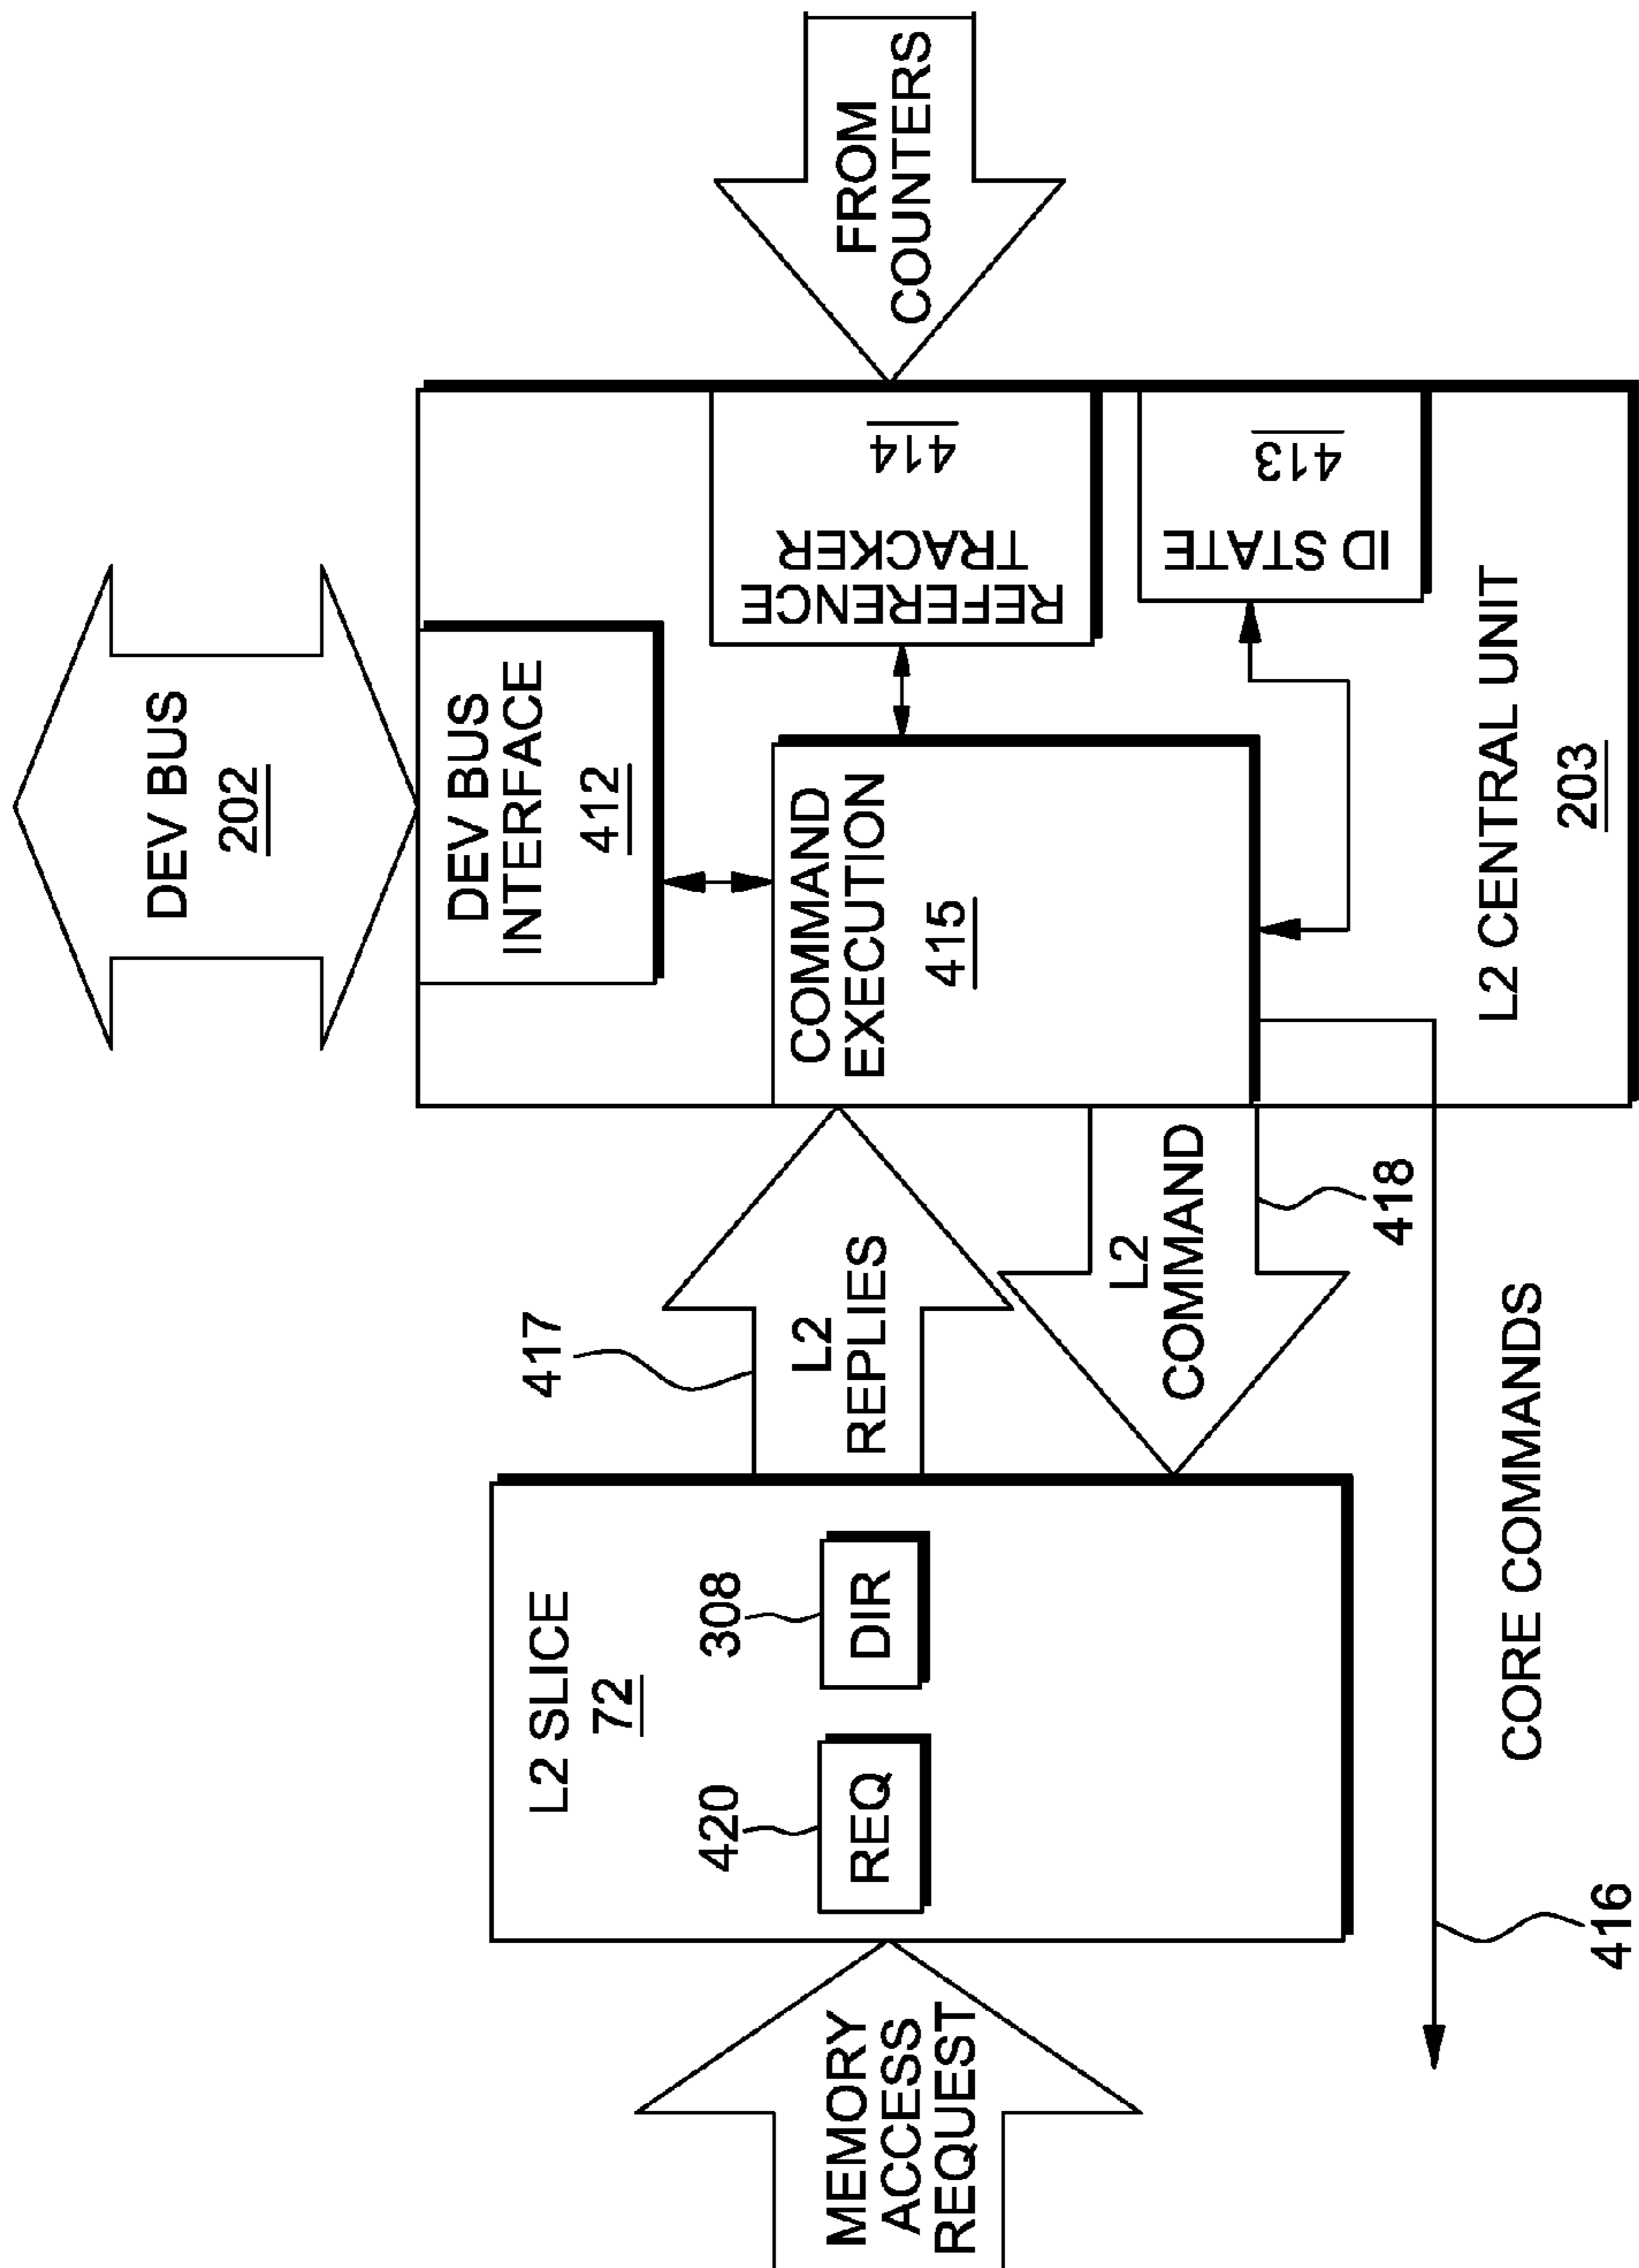 DEV BUS
202
DEV BUS
INTERFACE
412
FROM
COUNTERS
REFERENCE
TRACKER
414
ID STATE
413
COMMAND
EXECUTION
415
L2 CENTRAL UNIT
203
417
L2
REPLIES
L2
COMMAND
418
L2 SLICE
72
420
REQ
308
DIR
MEMORY
ACCESS
REQUEST
CORE COMMANDS
416